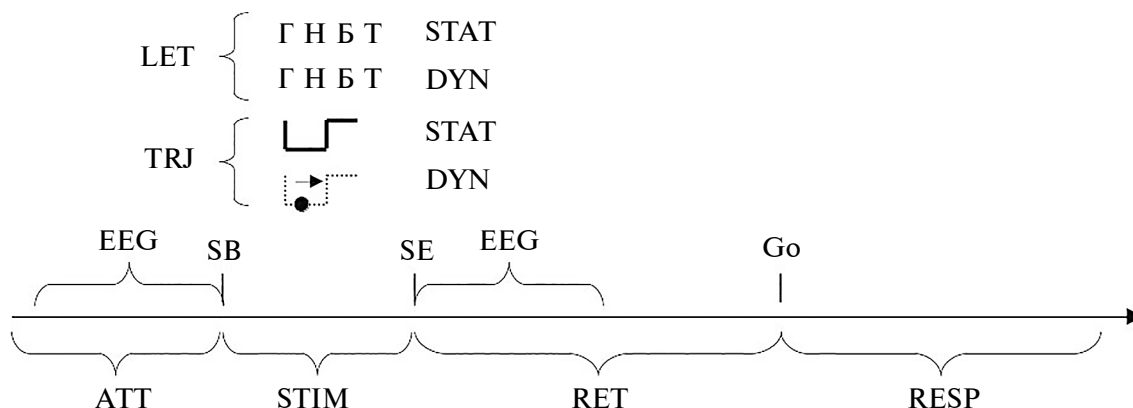 LET
Г Н Б Т STAT
Г Н Б Т DYN
TRJ
STAT
DYN
EEG SB SE EEG Go
ATT STIM RET RESP